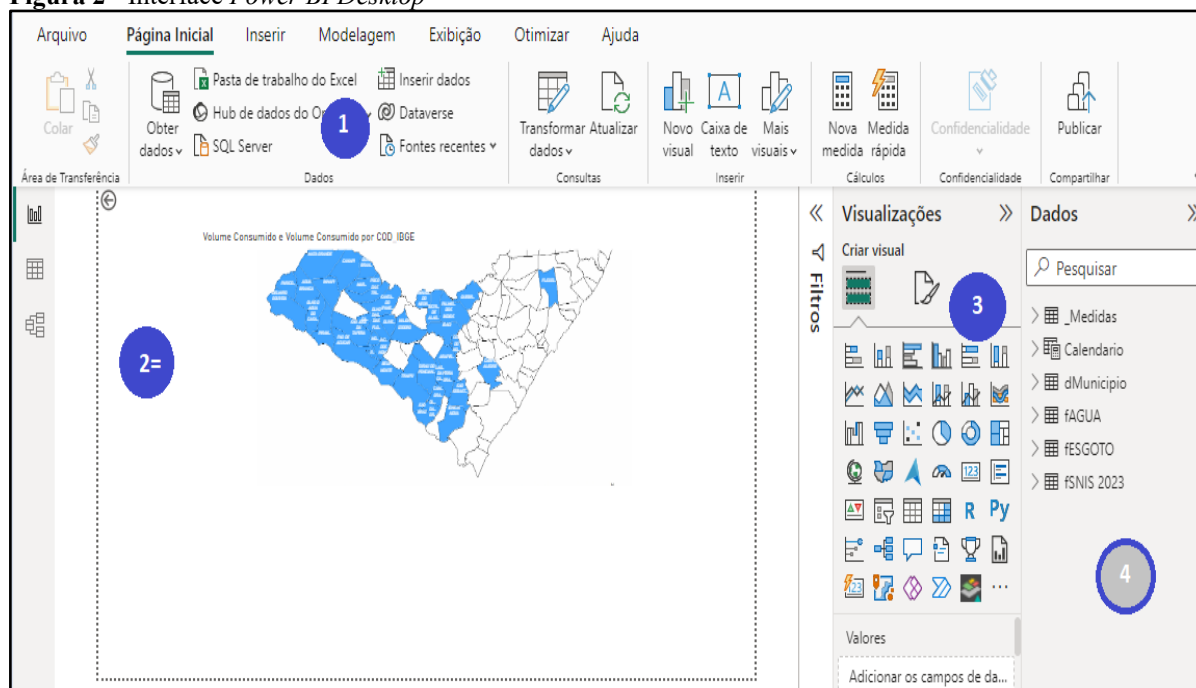 Figura 2 - Interface Power BI Desktop
Arquivo Página Inicial Inserir Modelagem Exibição Otimizar Ajuda
Pasta de trabalho do Excel Inserir dados
Hub de dados do Dataverse
SQL Server Fontes recentes
Colar
Obter dados
Transformar dados
Atualizar
Novo visual
Caixa de texto
Mais visuais
Nova medida
Medida rápida
Confidencialidade
Publicar
Área de Transferência Dados Consultas Inserir Cálculos Confidencialidade Compartilhar
1
Volume Consumido e Volume Consumido por COD_IBGE
2=
Filtros
Visualizações
Criar visual
3
123
R Py
123
Valores
Adicionar os campos de da...
Dados
Pesquisar
_Medidas
Calendario
dMunicipio
fAGUA
fESGOTO
fSNIS 2023
4